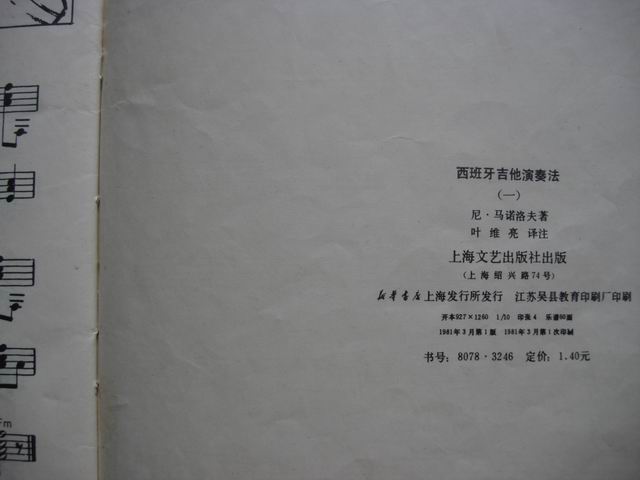 西班牙吉他演奏法
(一)
尼·马诺洛夫著
叶维亮 译注
上海文艺出版社出版
(上海绍兴路74号)
新华书店上海发行所发行 江苏吴县教育印刷厂印刷
开本927×1260 1/10 印张4 乐谱60面
1981年3月第1版 1981年3月第1次印刷
书号: 8078·3246 定价: 1.40元
Fm